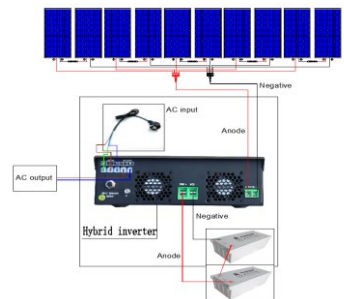 Negative
AC input
Anode
AC output
Negative
Hybrid inverter
Anode